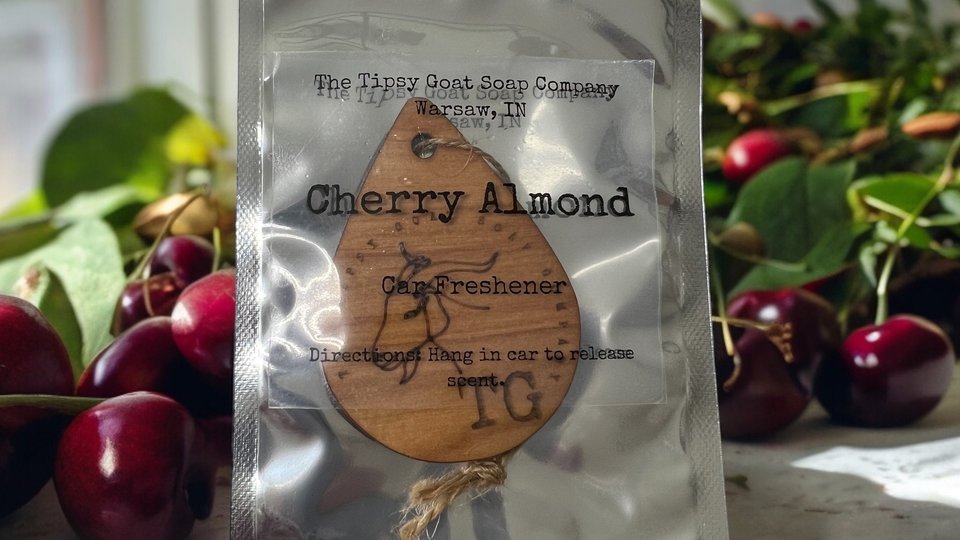 The Tipsy Goat Soap Company
Warsaw, IN
Cherry Almond
Car Freshener
Directions: Hang in car to release
scent.
TG